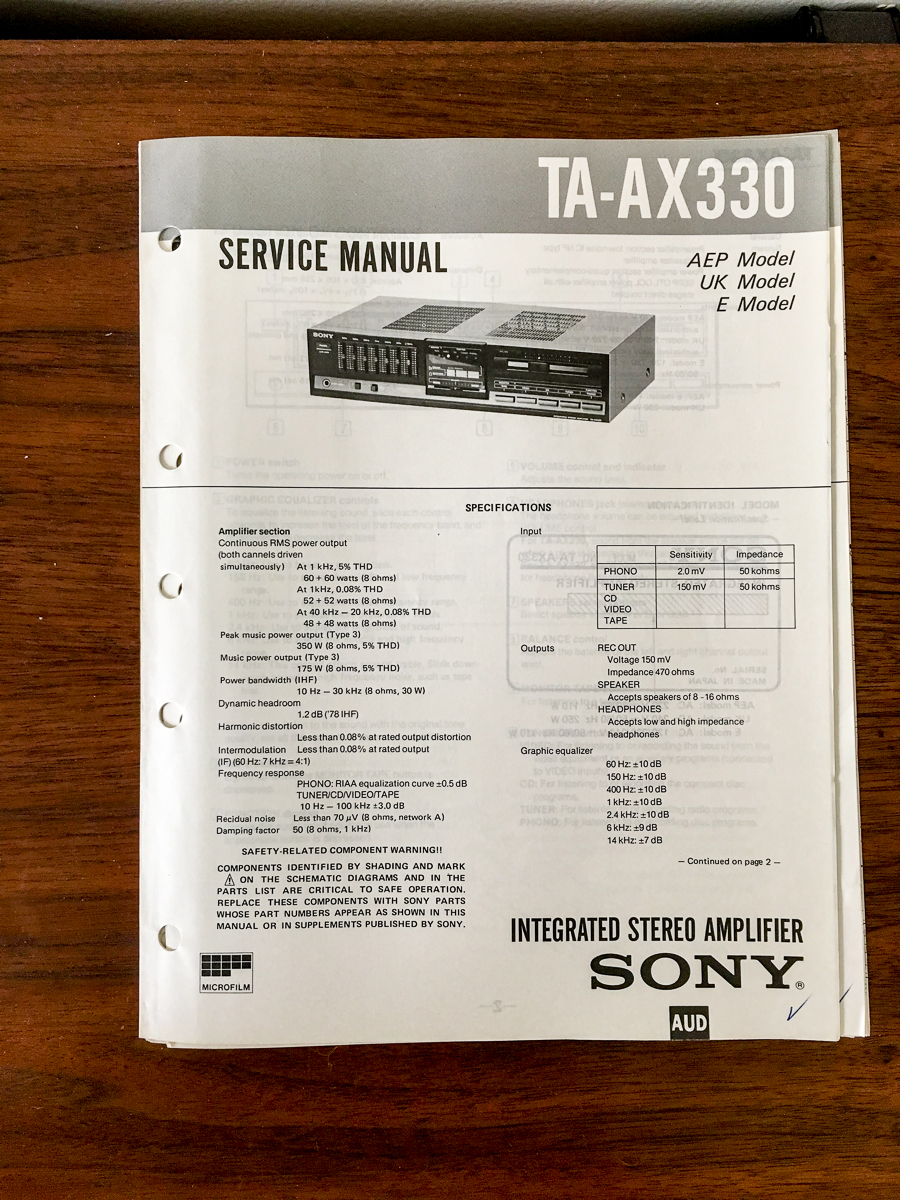 TA-AX330
SERVICE MANUAL
AEP Model
UK Model
E Model
SONY
SPECIFICATIONS
Amplifier section
Continuous RMS power output
(both channels driven
simultaneously) At 1 kHz, 5% THD
60 + 60 watts (8 ohms)
At 1kHz, 0.08% THD
52 + 52 watts (8 ohms)
At 40 kHz – 20 kHz, 0.08% THD
48 + 48 watts (8 ohms)
Peak music power output (Type 3)
350 W (8 ohms, 5% THD)
Music power output (Type 3)
175 W (8 ohms, 5% THD)
Power bandwidth (IHF)
10 Hz – 30 kHz (8 ohms, 30 W)
Dynamic headroom
1.2 dB ('78 IHF)
Harmonic distortion
Less than 0.08% at rated output distortion
Intermodulation Less than 0.08% at rated output
(IF) (60 Hz: 7 kHz = 4:1)
Frequency response
PHONO: RIAA equalization curve ±0.5 dB
TUNER/CD/VIDEO/TAPE
10 Hz – 100 kHz ±3.0 dB
Recidual noise Less than 70 μV (8 ohms, network A)
Damping factor 50 (8 ohms, 1 kHz)
SAFETY-RELATED COMPONENT WARNING!!
COMPONENTS IDENTIFIED BY SHADING AND MARK
⚠ ON THE SCHEMATIC DIAGRAMS AND IN THE
PARTS LIST ARE CRITICAL TO SAFE OPERATION.
REPLACE THESE COMPONENTS WITH SONY PARTS
WHOSE PART NUMBERS APPEAR AS SHOWN IN THIS
MANUAL OR IN SUPPLEMENTS PUBLISHED BY SONY.
MICROFILM
Input
Sensitivity Impedance
PHONO 2.0 mV 50 kohms
TUNER 150 mV 50 kohms
CD
VIDEO
TAPE
Outputs REC OUT
Voltage 150 mV
Impedance 470 ohms
SPEAKER
Accepts speakers of 8 – 16 ohms
HEADPHONES
Accepts low and high impedance
headphones
Graphic equalizer
60 Hz: ±10 dB
150 Hz: ±10 dB
400 Hz: ±10 dB
1 kHz: ±10 dB
2.4 kHz: ±10 dB
6 kHz: ±9 dB
14 kHz: ±7 dB
– Continued on page 2 –
INTEGRATED STEREO AMPLIFIER
SONY®
AUD